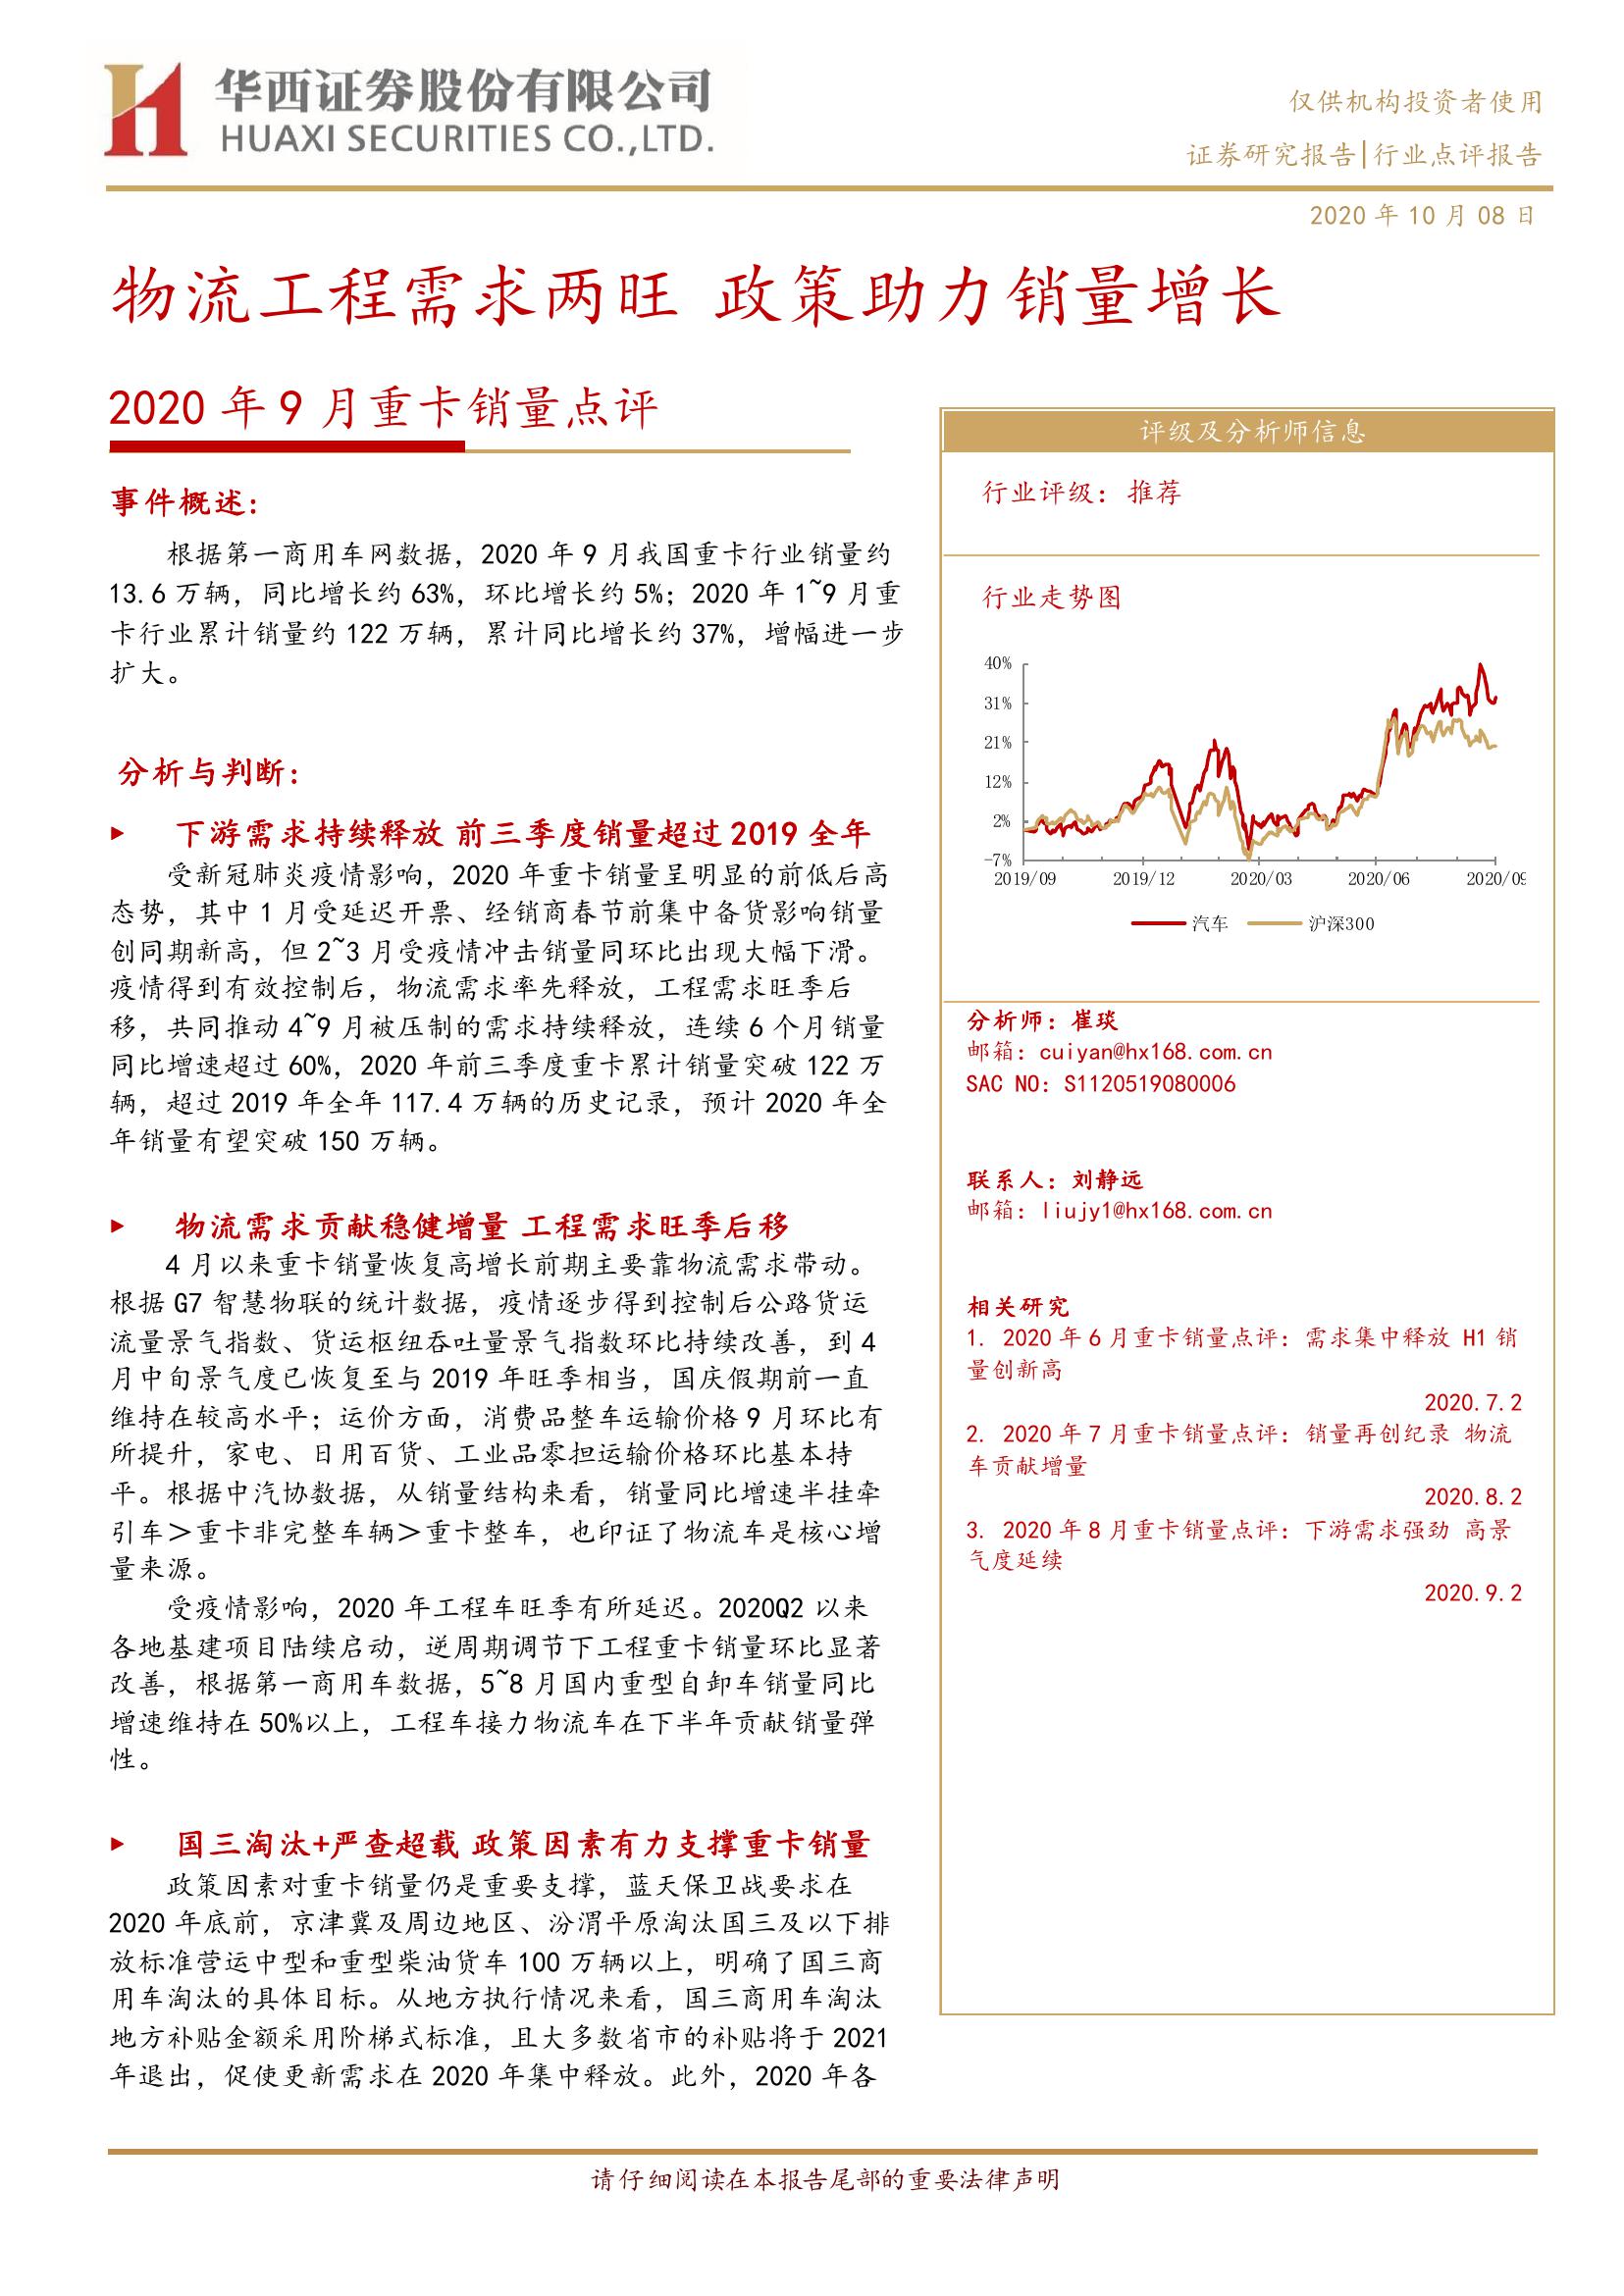 华西证券股份有限公司
HUAXI SECURITIES CO.,LTD.
仅供机构投资者使用
证券研究报告|行业点评报告
2020 年 10 月 08 日
物流工程需求两旺 政策助力销量增长
2020 年 9 月重卡销量点评
事件概述：
根据第一商用车网数据，2020 年 9 月我国重卡行业销量约
13.6 万辆，同比增长约 63%，环比增长约 5%；2020 年 1~9 月重
卡行业累计销量约 122 万辆，累计同比增长约 37%，增幅进一步
扩大。
分析与判断：
▶ 下游需求持续释放 前三季度销量超过 2019 全年
受新冠肺炎疫情影响，2020 年重卡销量呈明显的前低后高
态势，其中 1 月受延迟开票、经销商春节前集中备货影响销量
创同期新高，但 2~3 月受疫情冲击销量同环比出现大幅下滑。
疫情得到有效控制后，物流需求率先释放，工程需求旺季后
移，共同推动 4~9 月被压制的需求持续释放，连续 6 个月销量
同比增速超过 60%，2020 年前三季度重卡累计销量突破 122 万
辆，超过 2019 年全年 117.4 万辆的历史记录，预计 2020 年全
年销量有望突破 150 万辆。
▶ 物流需求贡献稳健增量 工程需求旺季后移
4 月以来重卡销量恢复高增长前期主要靠物流需求带动。
根据 G7 智慧物联的统计数据，疫情逐步得到控制后公路货运
流量景气指数、货运枢纽吞吐量景气指数环比持续改善，到 4
月中旬景气度已恢复至与 2019 年旺季相当，国庆假期前一直
维持在较高水平；运价方面，消费品整车运输价格 9 月环比有
所提升，家电、日用百货、工业品零担运输价格环比基本持
平。根据中汽协数据，从销量结构来看，销量同比增速半挂牵
引车＞重卡非完整车辆＞重卡整车，也印证了物流车是核心增
量来源。
受疫情影响，2020 年工程车旺季有所延迟。2020Q2 以来
各地基建项目陆续启动，逆周期调节下工程重卡销量环比显著
改善，根据第一商用车数据，5~8 月国内重型自卸车销量同比
增速维持在 50%以上，工程车接力物流车在下半年贡献销量弹
性。
▶ 国三淘汰+严查超载 政策因素有力支撑重卡销量
政策因素对重卡销量仍是重要支撑，蓝天保卫战要求在
2020 年底前，京津冀及周边地区、汾渭平原淘汰国三及以下排
放标准营运中型和重型柴油货车 100 万辆以上，明确了国三商
用车淘汰的具体目标。从地方执行情况来看，国三商用车淘汰
地方补贴金额采用阶梯式标准，且大多数省市的补贴将于 2021
年退出，促使更新需求在 2020 年集中释放。此外，2020 年各
评级及分析师信息
行业评级：推荐
行业走势图
40%
31%
21%
12%
2%
-7%
2019/09 2019/12 2020/03 2020/06 2020/09
汽车 沪深300
分析师：崔琰
邮箱：cuiyan@hx168.com.cn
SAC NO：S1120519080006
联系人：刘静远
邮箱：liujy1@hx168.com.cn
相关研究
1. 2020 年 6 月重卡销量点评：需求集中释放 H1 销
量创新高
2020.7.2
2. 2020 年 7 月重卡销量点评：销量再创纪录 物流
车贡献增量
2020.8.2
3. 2020 年 8 月重卡销量点评：下游需求强劲 高景
气度延续
2020.9.2
请仔细阅读在本报告尾部的重要法律声明